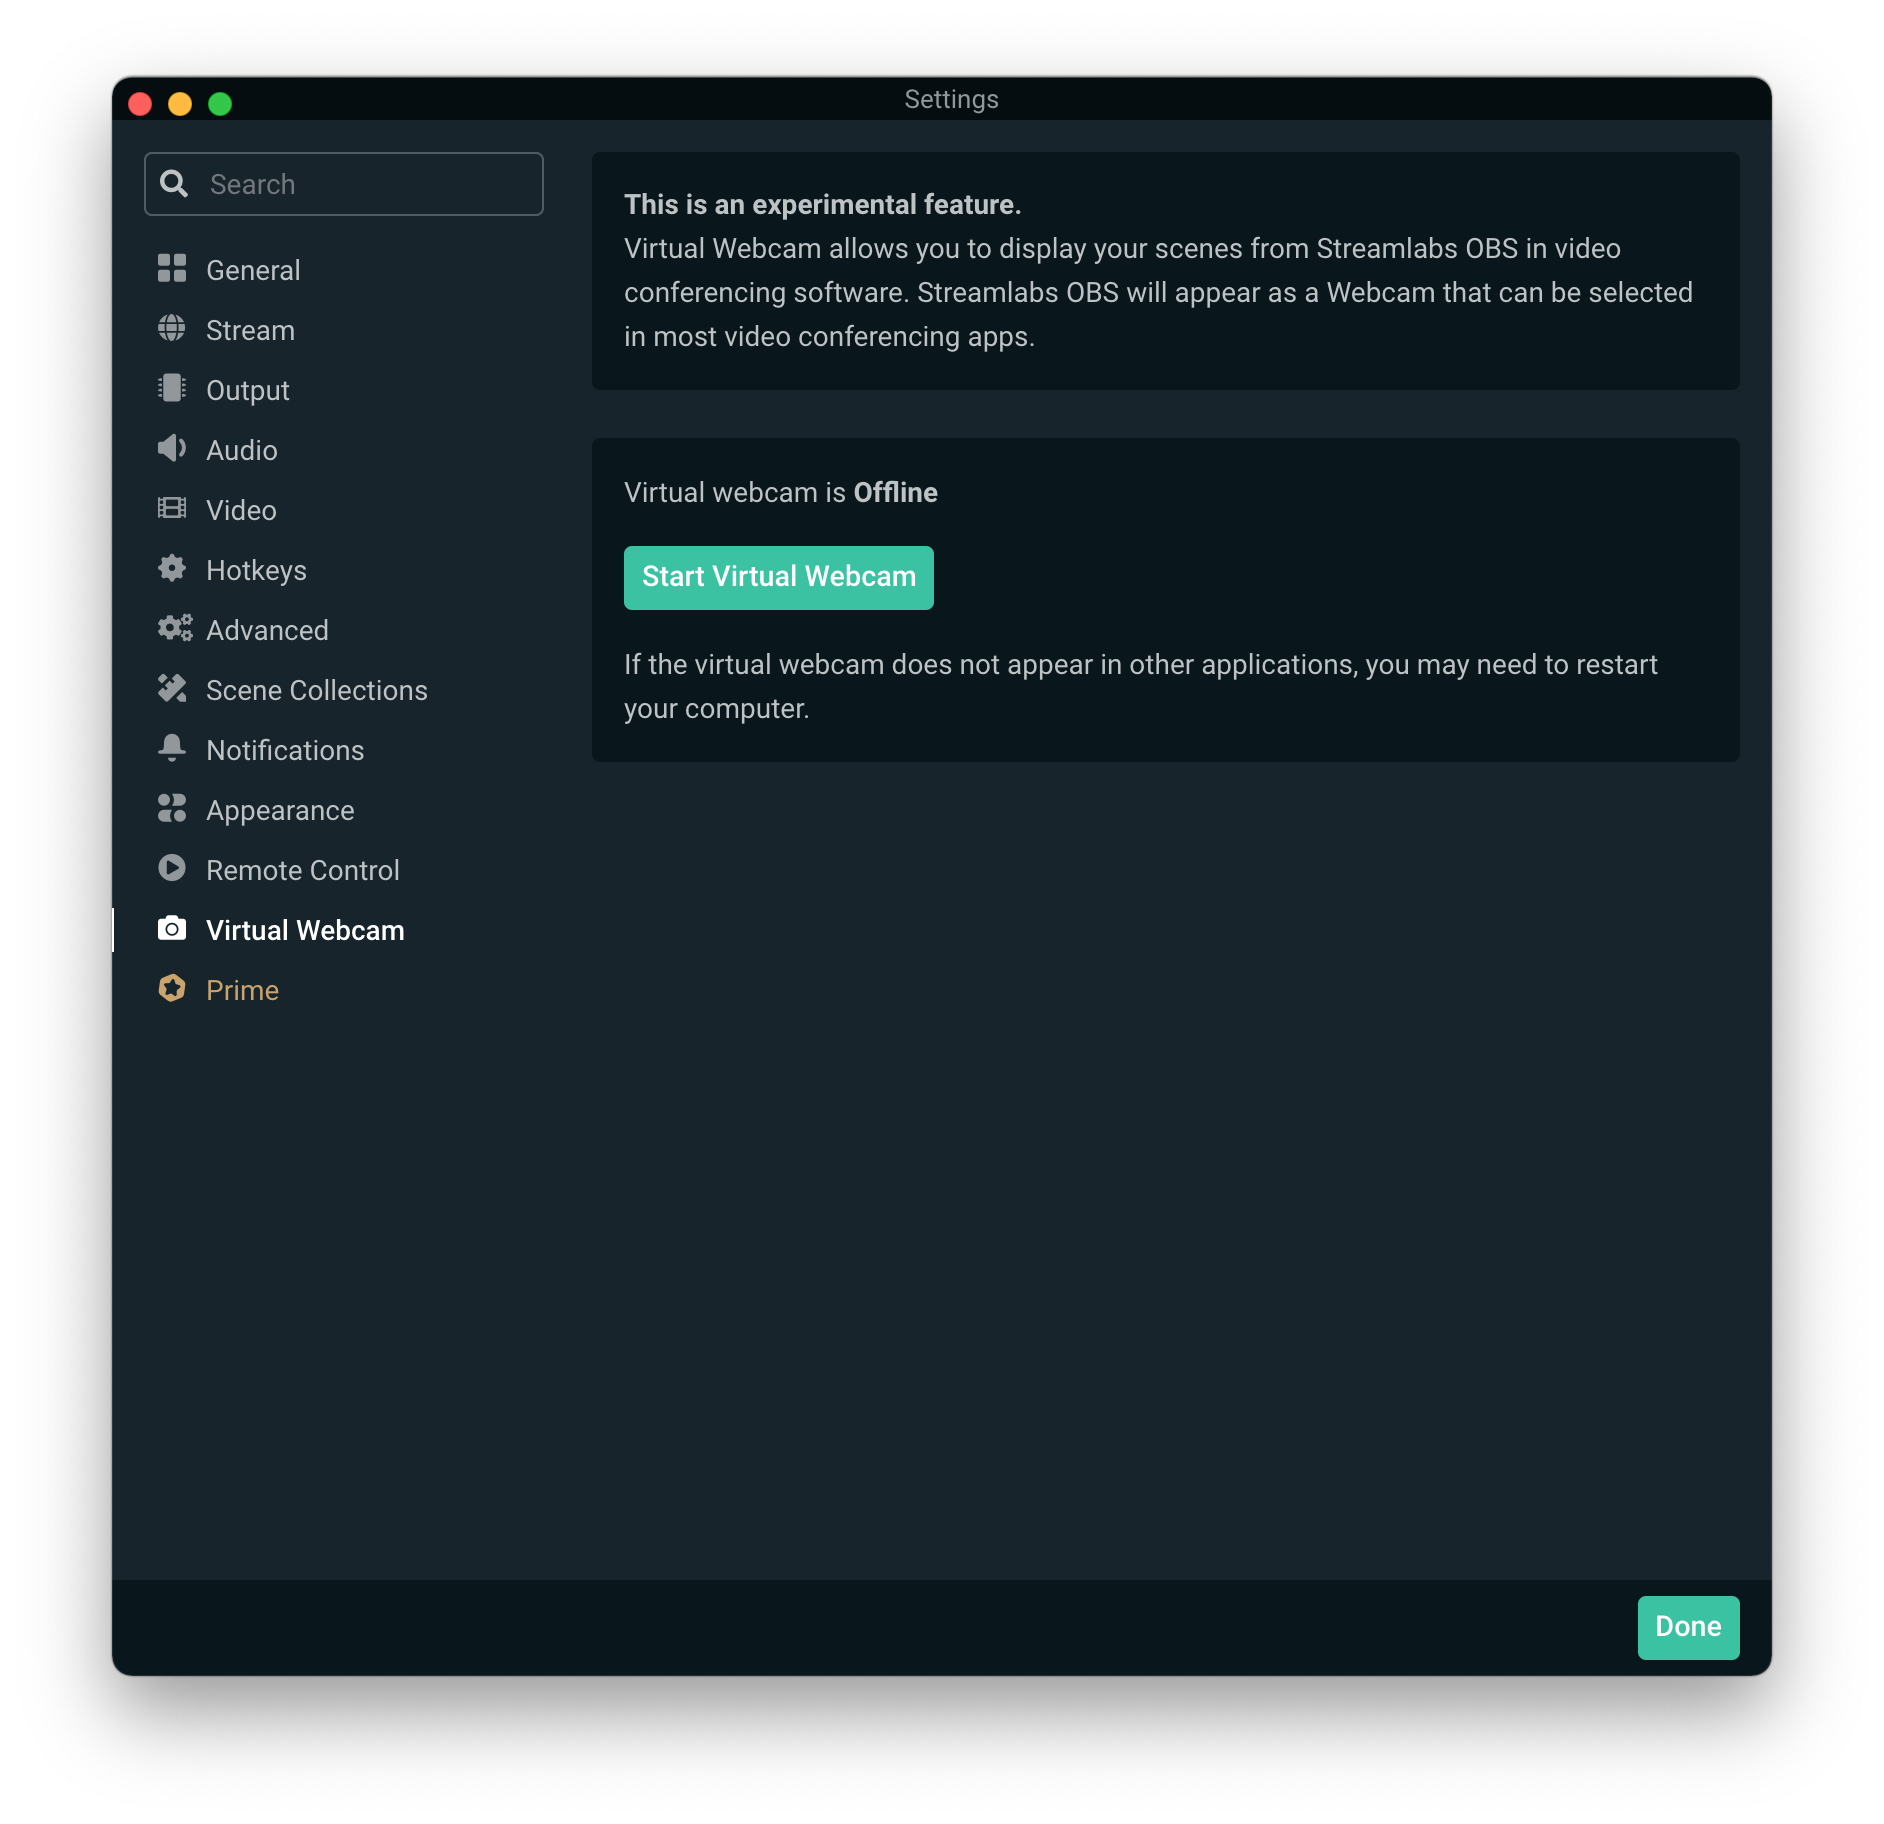 Settings
Search
General
Stream
Output
Audio
Video
Hotkeys
Advanced
Scene Collections
Notifications
Appearance
Remote Control
Virtual Webcam
Prime
This is an experimental feature.
Virtual Webcam allows you to display your scenes from Streamlabs OBS in video
conferencing software. Streamlabs OBS will appear as a Webcam that can be selected
in most video conferencing apps.
Virtual webcam is Offline
Start Virtual Webcam
If the virtual webcam does not appear in other applications, you may need to restart
your computer.
Done